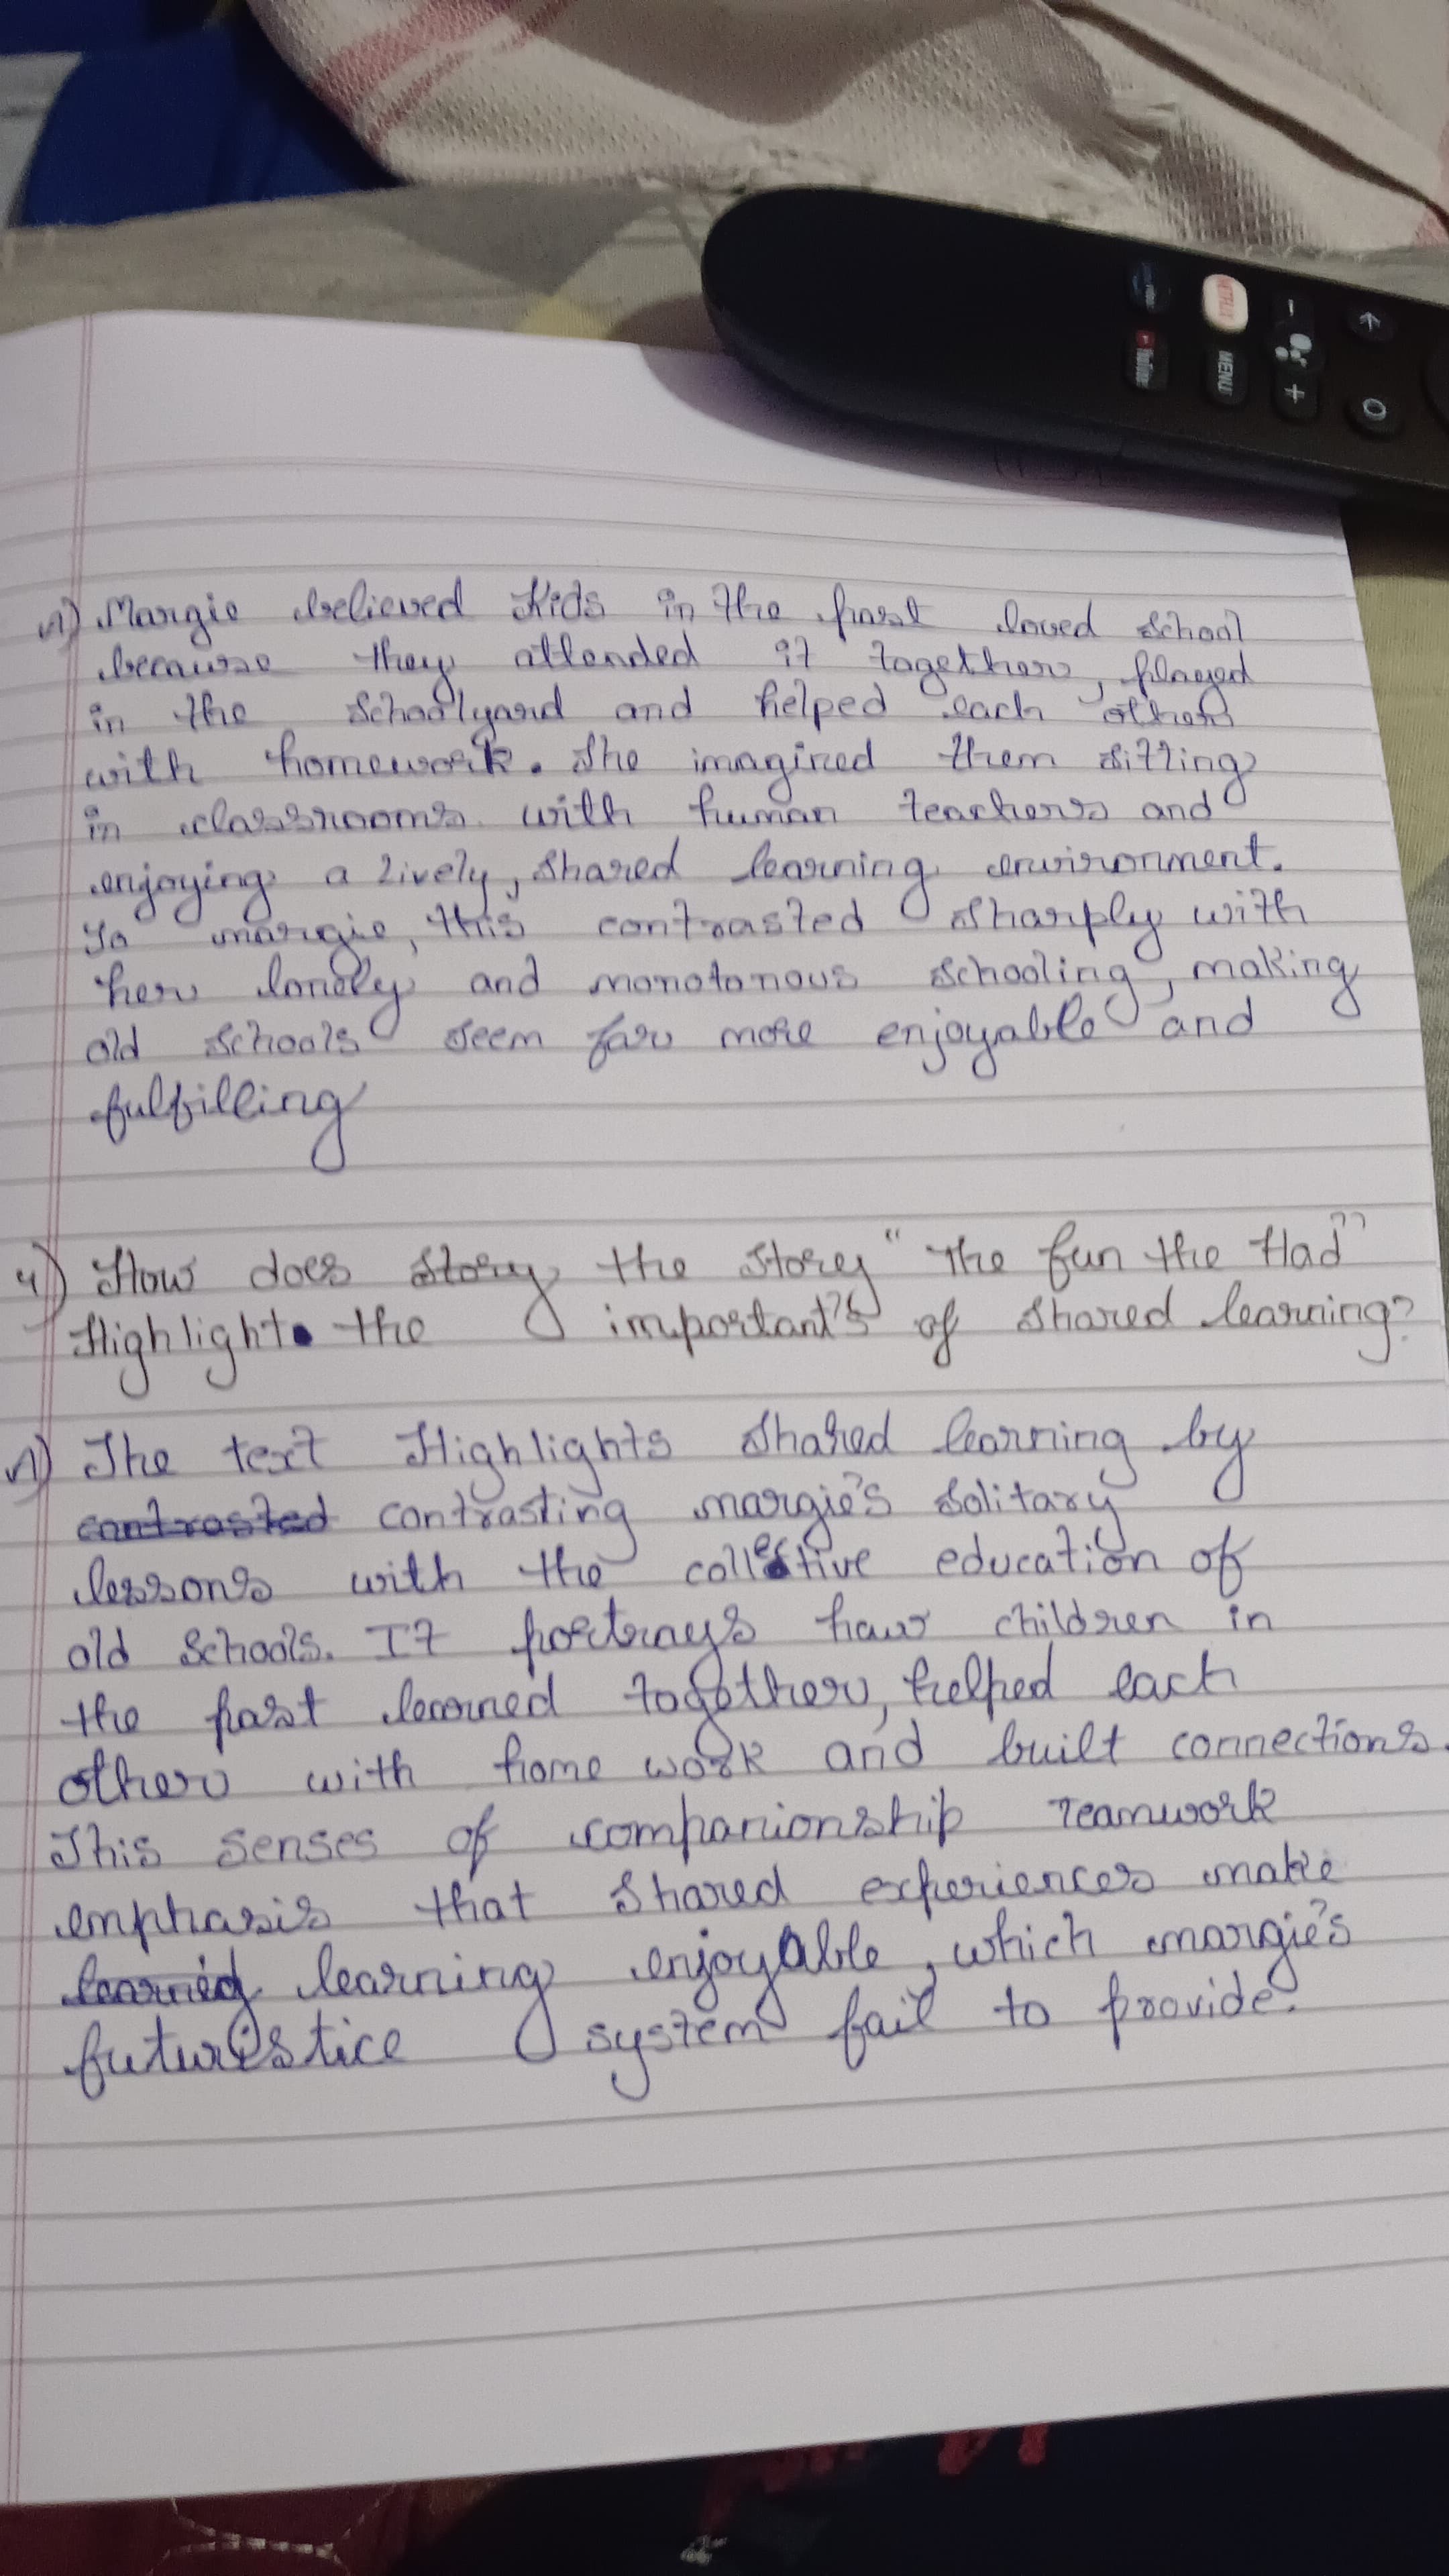 A) Margie believed Kids in the past loved school
because they attended it together, played
in the schoolyard and helped each other
with homework. She imagined them sitting
in classrooms with human teachers and
enjoying a lively, shared learning environment.
To margie, this contrasted sharply with
her lonely and monotonous schooling, making
old schools seem far more enjoyable and
fulfilling
4) How does story the story "The fun the Had"
Highlight the important's of shared learning?
A) The text Highlights shared learning by
contrasted contrasting margie's solitary
lessons with the collective education of
old schools. It portrays how children in
the past learned together, helped each
other with home work and built connections.
This senses of companionship Teamwork
emphasis that shared experiences make
learnig learning enjoyable, which margie's
futuristice system fail to provide.
NETFLIX
YouTube
MENU
-
+